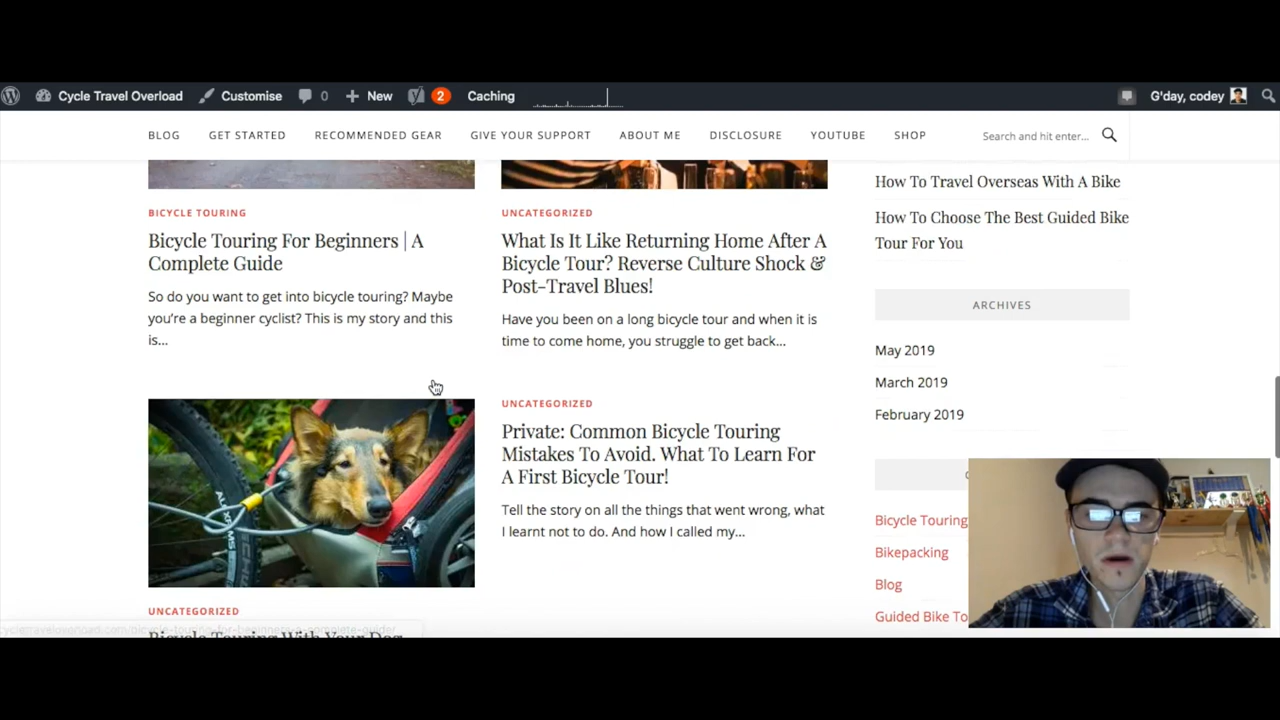 Cycle Travel Overload Customise 0 New 2 Caching G'day, codey
BLOG GET STARTED RECOMMENDED GEAR GIVE YOUR SUPPORT ABOUT ME DISCLOSURE YOUTUBE SHOP Search and hit enter...
BICYCLE TOURING
Bicycle Touring For Beginners | A
Complete Guide
So do you want to get into bicycle touring? Maybe
you're a beginner cyclist? This is my story and this
is...
UNCATEGORIZED
What Is It Like Returning Home After A
Bicycle Tour? Reverse Culture Shock &
Post-Travel Blues!
Have you been on a long bicycle tour and when it is
time to come home, you struggle to get back...
UNCATEGORIZED
Private: Common Bicycle Touring
Mistakes To Avoid. What To Learn For
A First Bicycle Tour!
Tell the story on all the things that went wrong, what
I learnt not to do. And how I called my...
UNCATEGORIZED
Bicycle Touring With Your Dog
How To Travel Overseas With A Bike
How To Choose The Best Guided Bike
Tour For You
ARCHIVES
May 2019
March 2019
February 2019
Bicycle Touring
Bikepacking
Blog
Guided Bike To